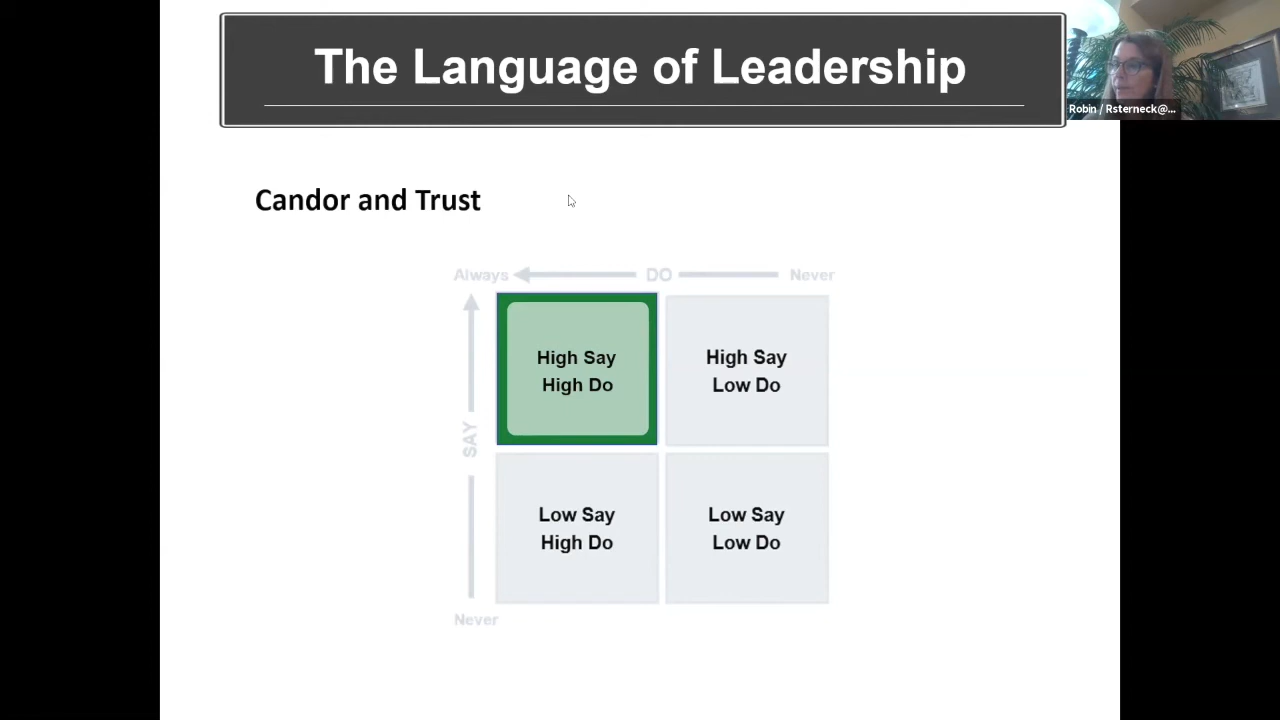 The Language of Leadership
Robin / Rsterneck@...
Candor and Trust
Always DO Never
SAY
High Say
High Do
High Say
Low Do
Low Say
High Do
Low Say
Low Do
Never